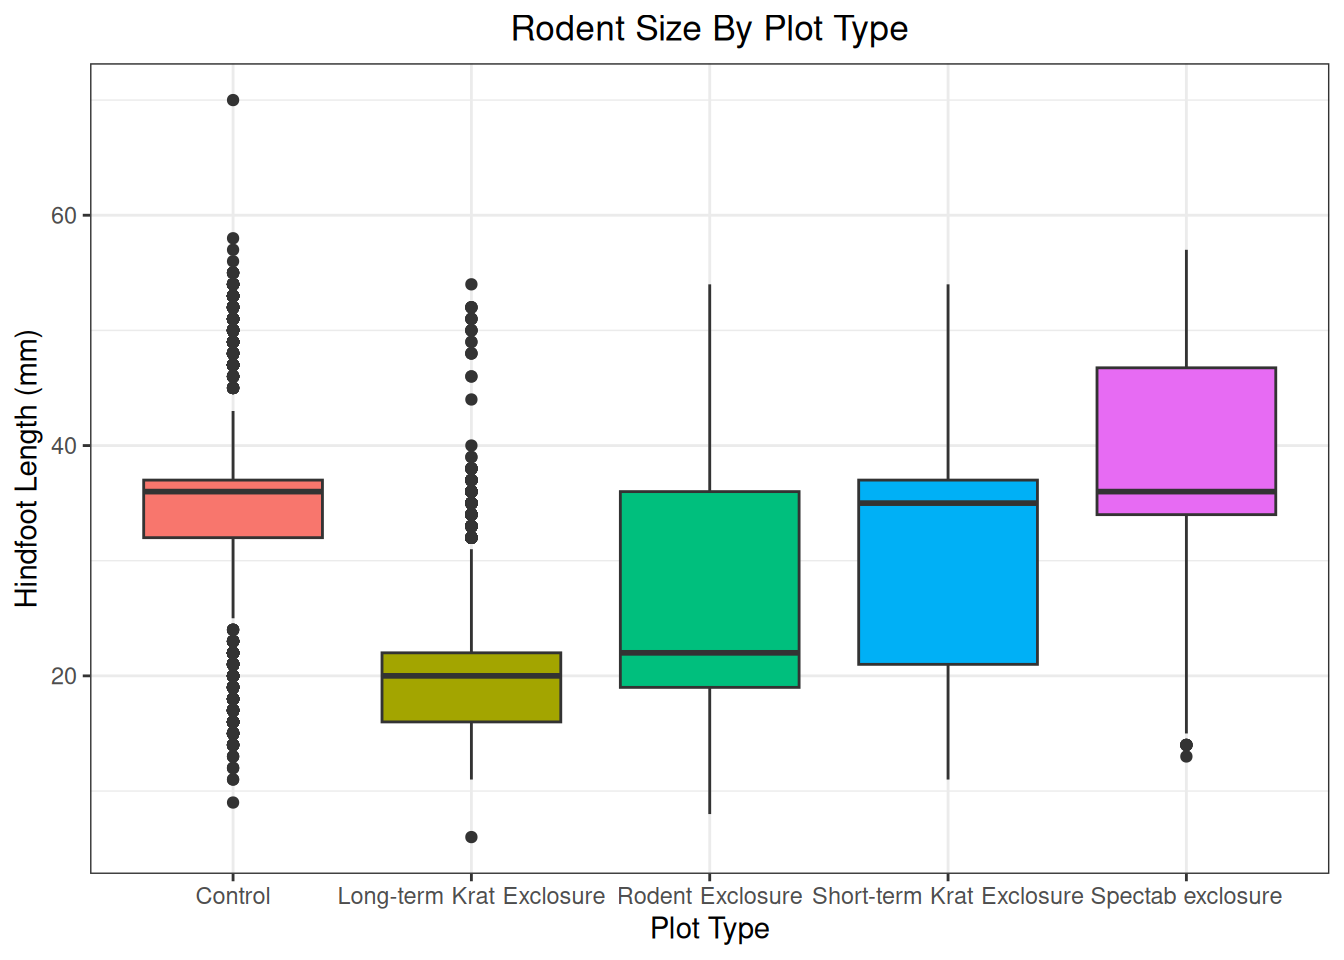 Rodent Size By Plot Type
Hindfoot Length (mm)
60
40
20
Control
Long-term Krat Exclosure
Rodent Exclosure
Short-term Krat Exclosure
Spectab exclosure
Plot Type